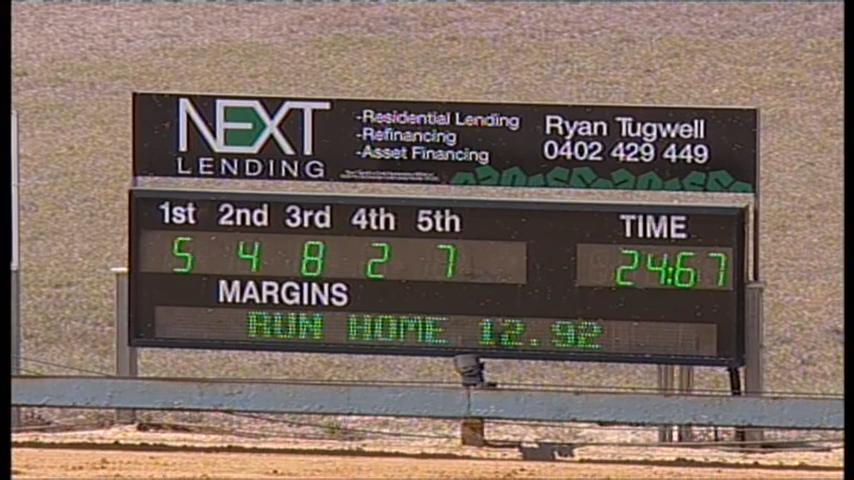 NEXT
LENDING
-Residential Lending
-Refinancing
-Asset Financing
Ryan Tugwell
0402 429 449
1st 2nd 3rd 4th 5th TIME
5 4 8 2 7 24:67
MARGINS
RUN HOME 12.92